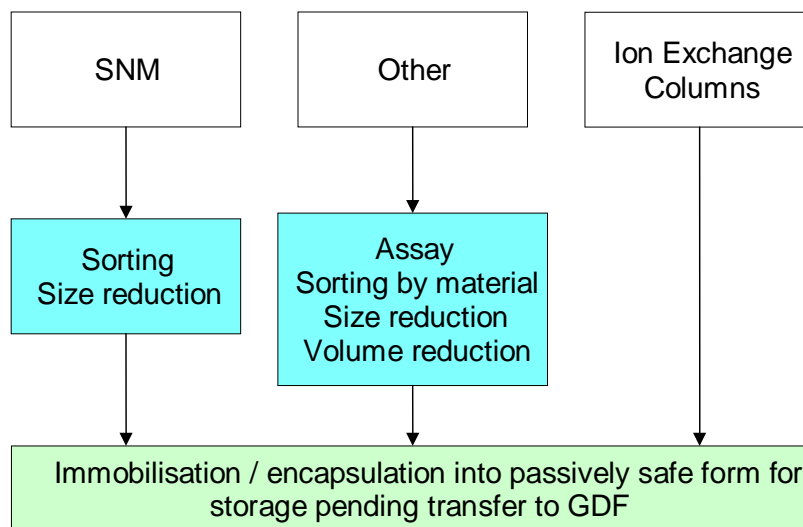 SNM
Other
Ion Exchange
Columns
Sorting
Size reduction
Assay
Sorting by material
Size reduction
Volume reduction
Immobilisation / encapsulation into passively safe form for
storage pending transfer to GDF